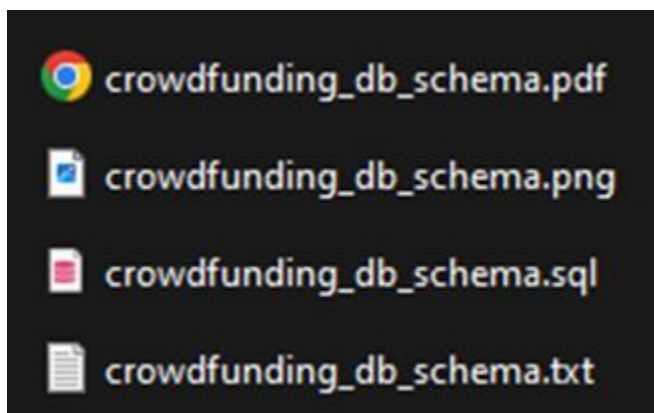 crowdfunding_db_schema.pdf
crowdfunding_db_schema.png
crowdfunding_db_schema.sql
crowdfunding_db_schema.txt